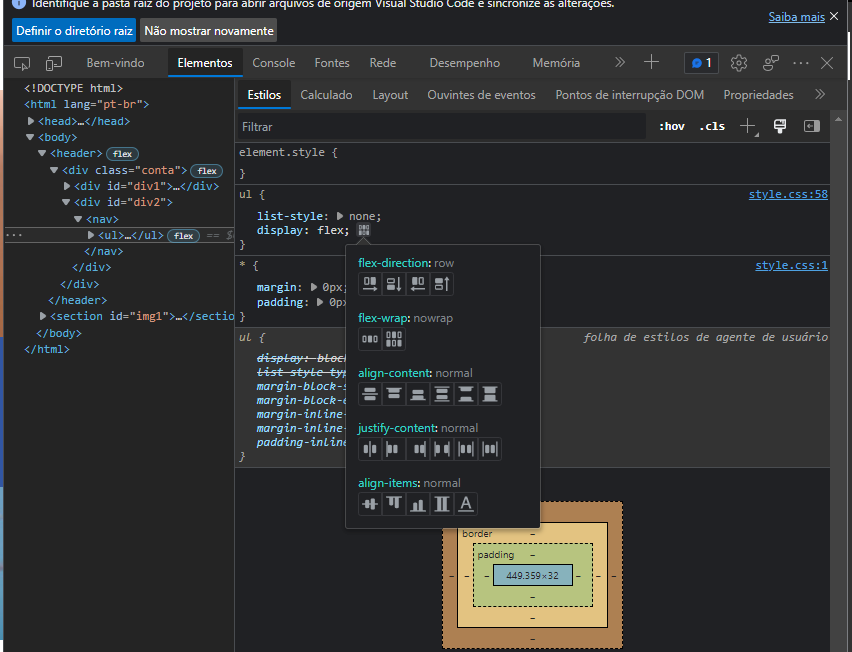 Identifique a pasta raiz do projeto para abrir arquivos de origem Visual Studio Code e sincronize as alterações.
Definir o diretório raiz Não mostrar novamente Saiba mais
Bem-vindo Elementos Console Fontes Rede Desempenho Memória 1
<!DOCTYPE html>
<html lang="pt-br">
<head>…</head>
<body>
<header> flex
<div class="conta"> flex
<div id="div1">…</div>
<div id="div2">
<nav>
··· <ul>…</ul> flex == $
</nav>
</div>
</div>
</header>
<section id="img1">…</sectio
</body>
</html>
Estilos Calculado Layout Ouvintes de eventos Pontos de interrupção DOM Propriedades
Filtrar :hov .cls
element.style {
}
ul { style.css:58
list-style: none;
display: flex;
}
* { style.css:1
margin: 0px;
padding: 0px
}
ul { folha de estilos de agente de usuário
display: bloc
list-style-typ
margin-block-s
margin-block-e
margin-inline-
margin-inline-
padding-inlin
}
flex-direction: row
flex-wrap: nowrap
align-content: normal
justify-content: normal
align-items: normal
border –
padding –
– – – 449.359×32 – – –
–
–
–